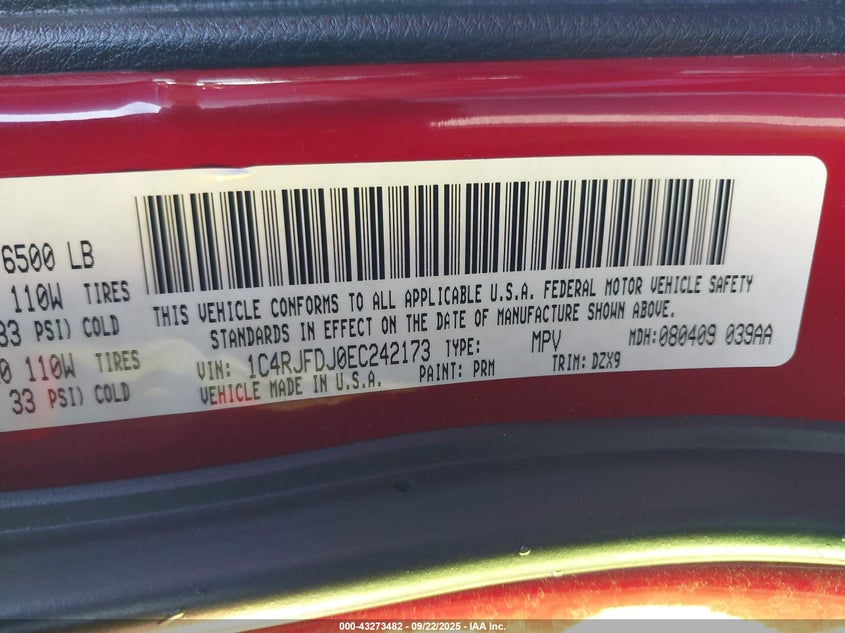 6500 LB
110W TIRES
33 PSI) COLD
0 110W TIRES
33 PSI) COLD
THIS VEHICLE CONFORMS TO ALL APPLICABLE U.S.A. FEDERAL MOTOR VEHICLE SAFETY
STANDARDS IN EFFECT ON THE DATE OF MANUFACTURE SHOWN ABOVE.
VIN: 1C4RJFDJ0EC242173 TYPE: MPV MDH: 080409 039AA
VEHICLE MADE IN U.S.A. PAINT: PRM TRIM: DZX9
000-43273482 - 09/22/2025 - IAA Inc.